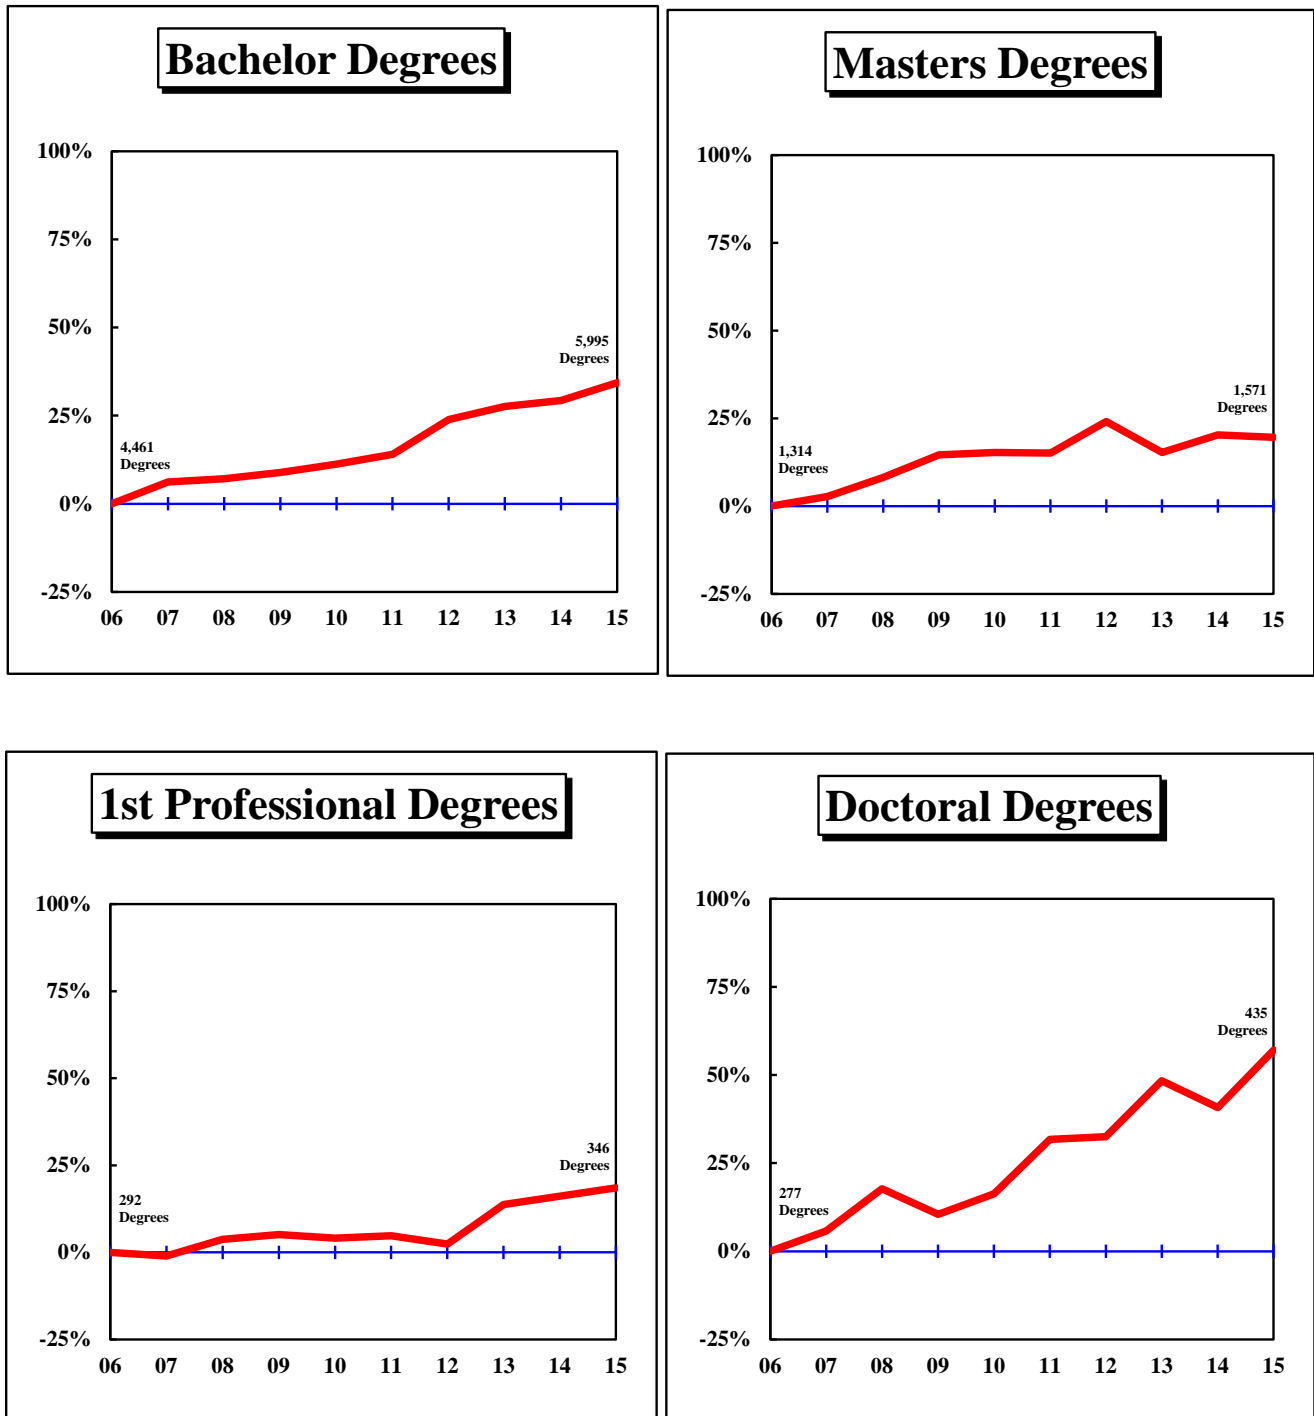 Bachelor Degrees
100%
75%
50%
25%
0%
-25%
4,461
Degrees
5,995
Degrees
06 07 08 09 10 11 12 13 14 15
Masters Degrees
100%
75%
50%
25%
0%
-25%
1,314
Degrees
1,571
Degrees
06 07 08 09 10 11 12 13 14 15
1st Professional Degrees
100%
75%
50%
25%
0%
-25%
292
Degrees
346
Degrees
06 07 08 09 10 11 12 13 14 15
Doctoral Degrees
100%
75%
50%
25%
0%
-25%
277
Degrees
435
Degrees
06 07 08 09 10 11 12 13 14 15